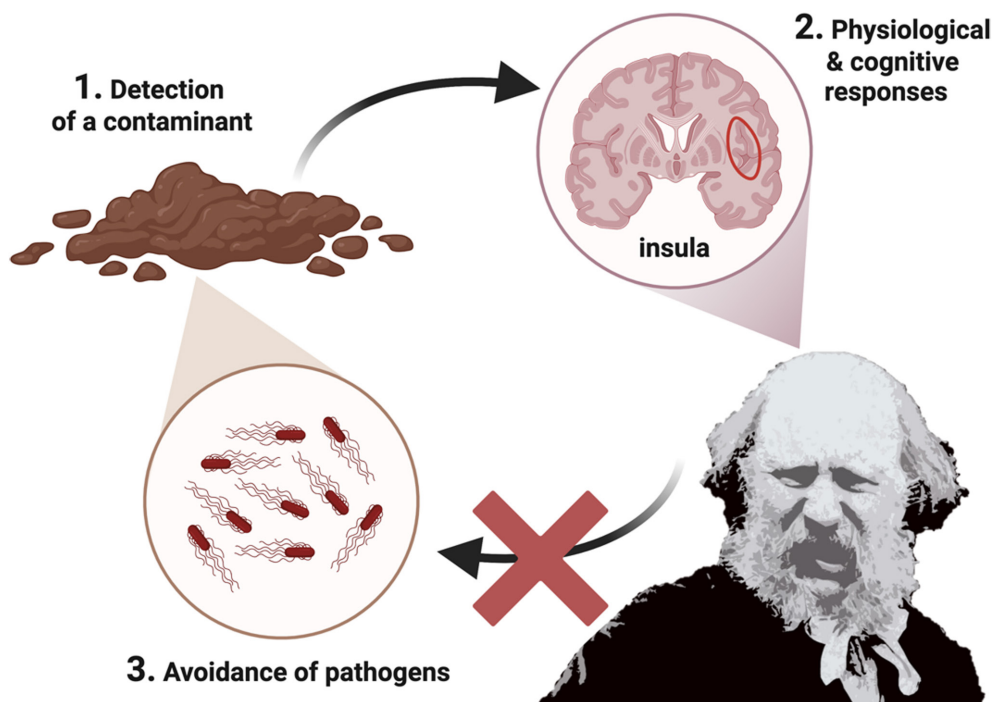 1. Detection
of a contaminant
2. Physiological
& cognitive
responses
insula
3. Avoidance of pathogens